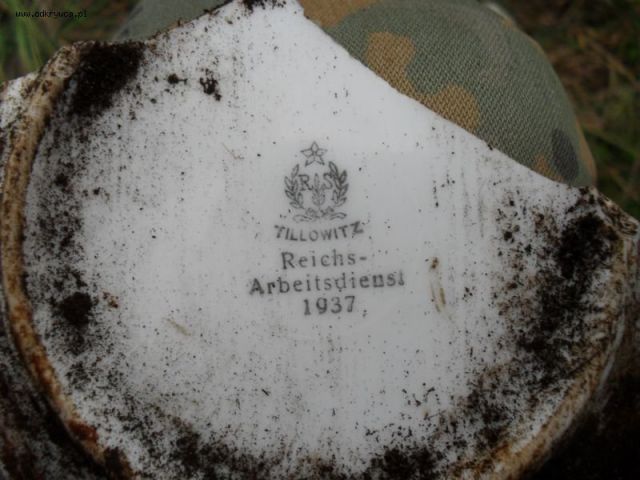 www.odkrywca.pl
R S
TILLOWITZ
Reichs-
Arbeitsdienst
1937